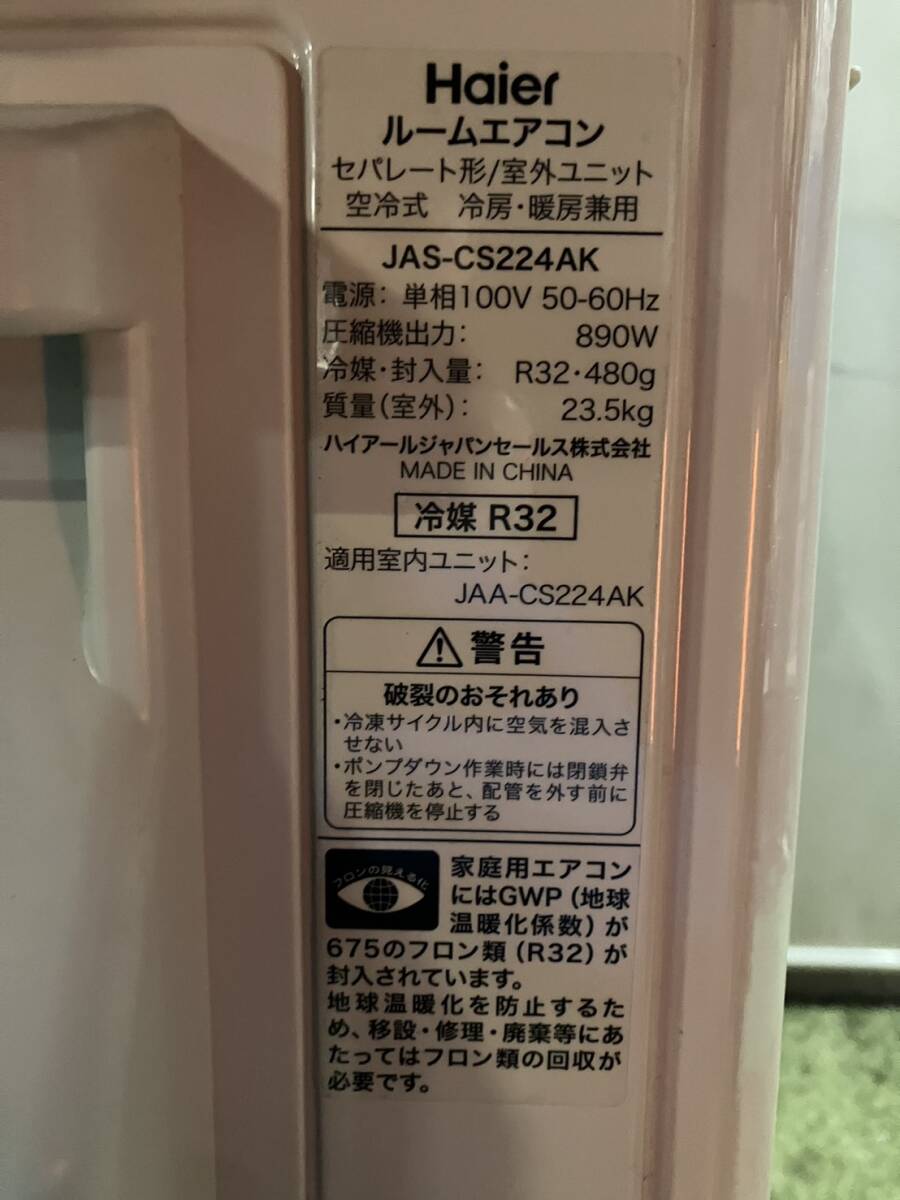 Haier
ルームエアコン
セパレート形/室外ユニット
空冷式 冷房・暖房兼用
JAS-CS224AK
電源: 単相100V 50-60Hz
圧縮機出力: 890W
冷媒・封入量: R32・480g
質量(室外): 23.5kg
ハイアールジャパンセールス株式会社
MADE IN CHINA
冷媒 R32
適用室内ユニット:
JAA-CS224AK
警告
破裂のおそれあり
・冷凍サイクル内に空気を混入さ
せない
・ポンプダウン作業時には閉鎖弁
を閉じたあと、配管を外す前に
圧縮機を停止する
フロンの見える化
家庭用エアコン
にはGWP(地球
温暖化係数)が
675のフロン類(R32)が
封入されています。
地球温暖化を防止するた
め、移設・修理・廃棄等にあ
たってはフロン類の回収が
必要です。